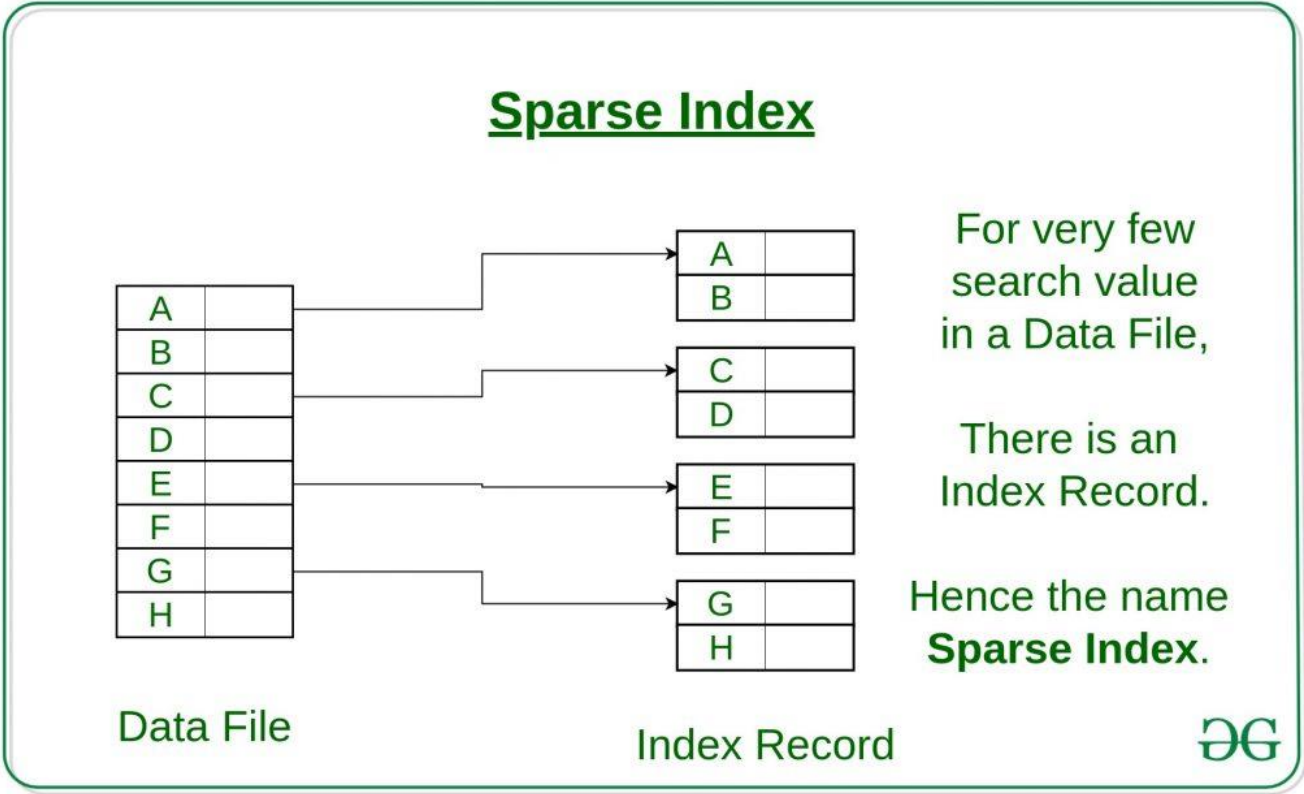 Sparse Index
A
B
C
D
E
F
G
H
Data File
A
B
C
D
E
F
G
H
Index Record
For very few
search value
in a Data File,
There is an
Index Record.
Hence the name
Sparse Index.